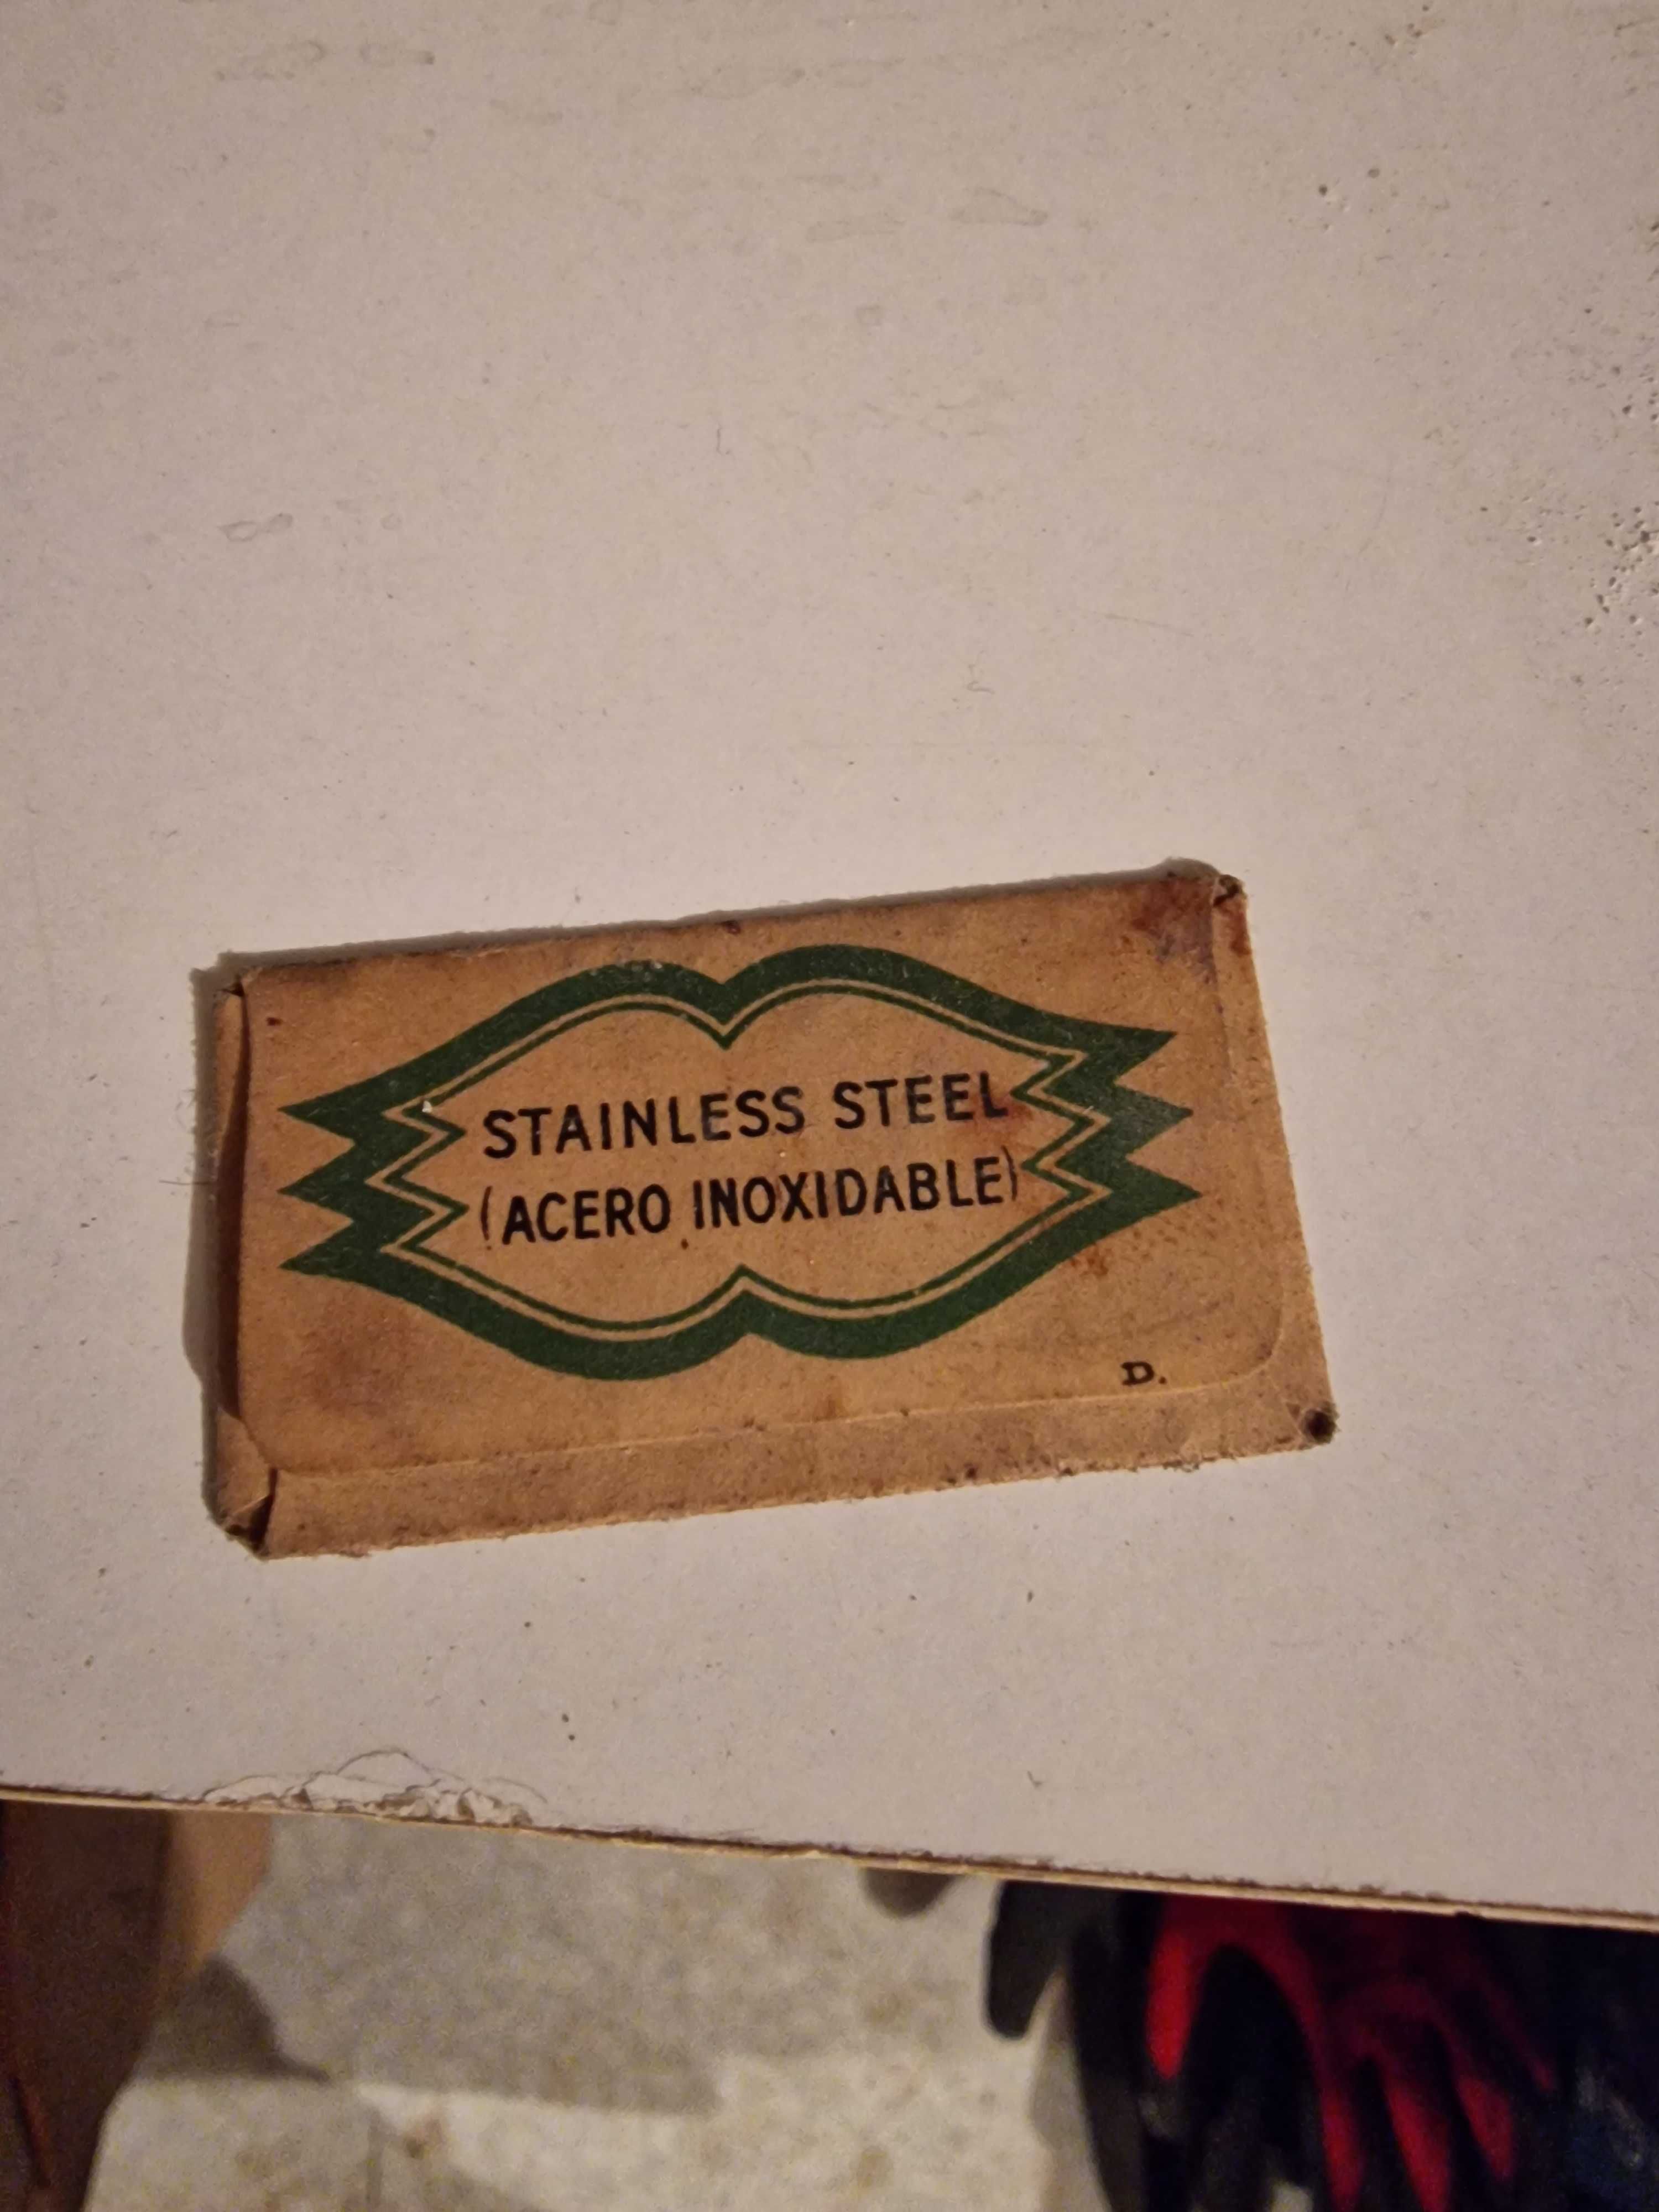 STAINLESS STEEL
(ACERO INOXIDABLE)
D.